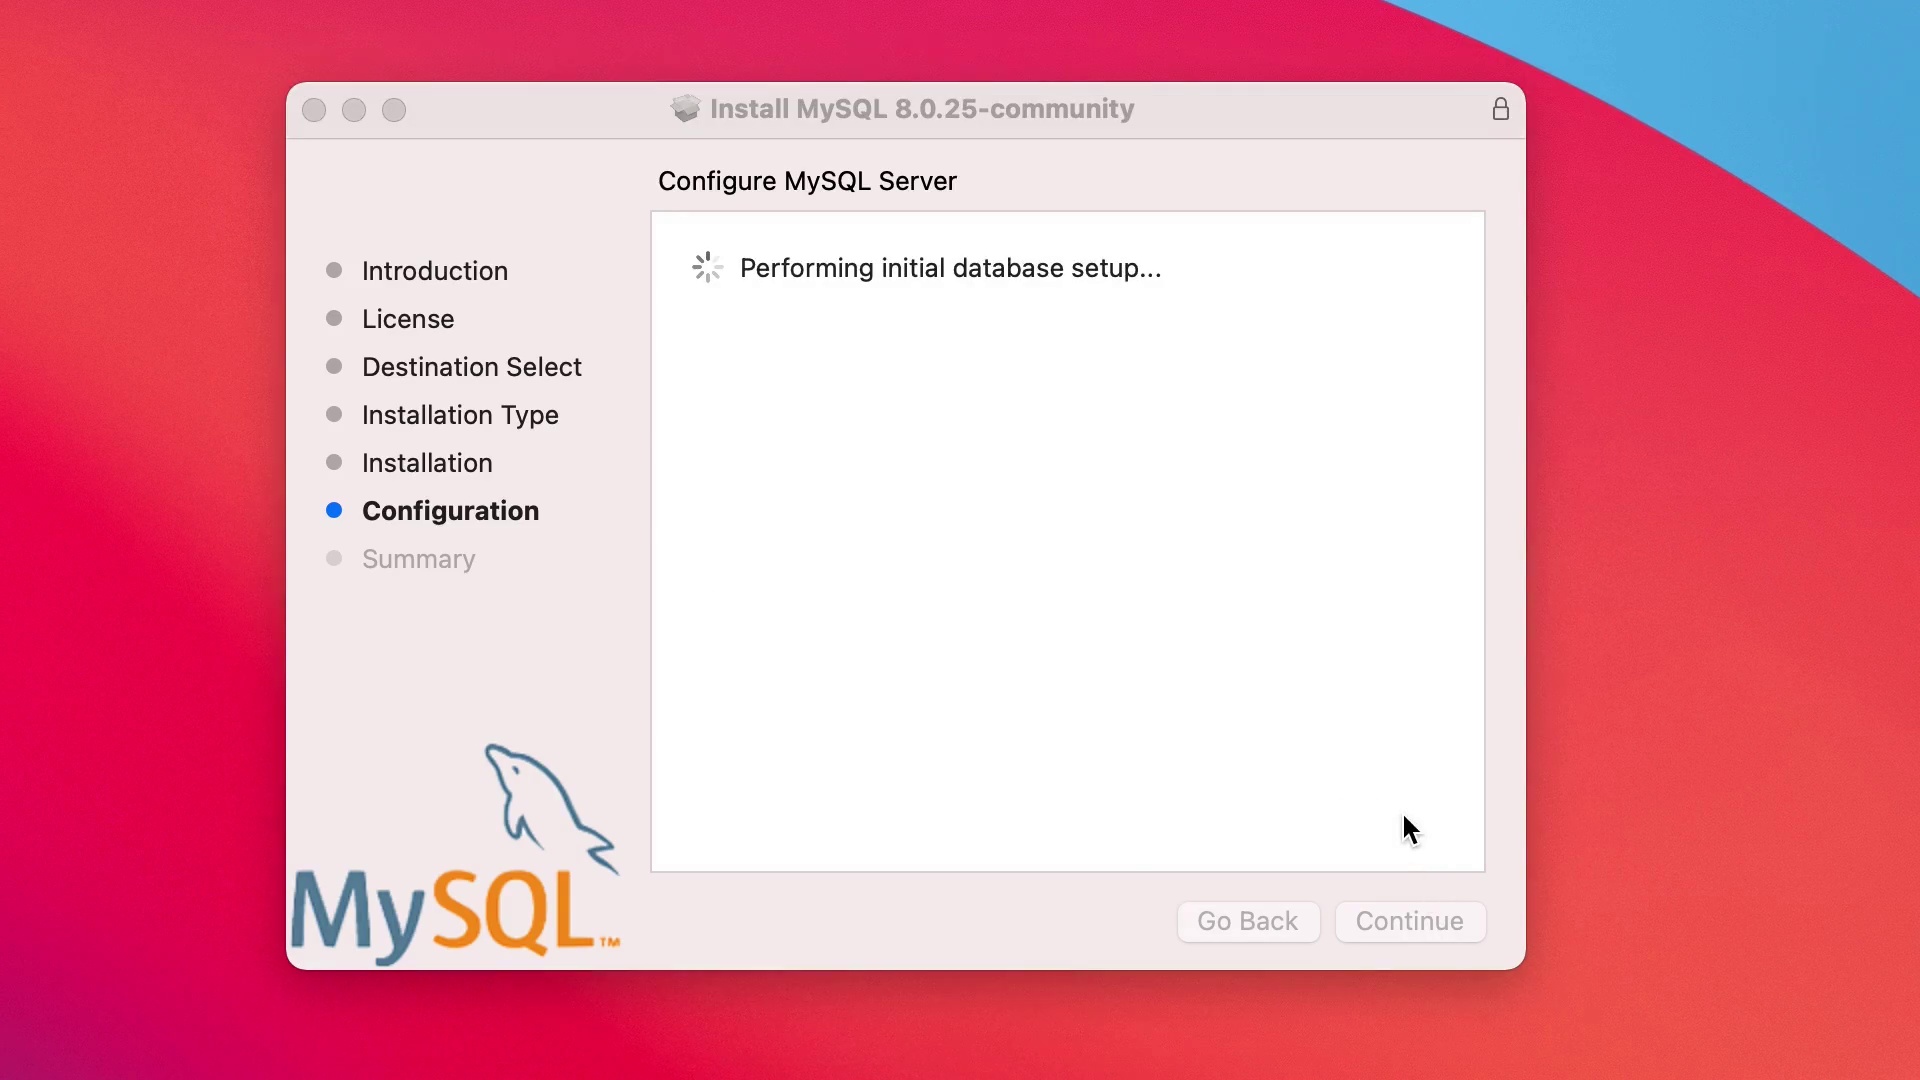 Install MySQL 8.0.25-community
Configure MySQL Server
Performing initial database setup...
Introduction
License
Destination Select
Installation Type
Installation
Configuration
Summary
MySQL™
Go Back
Continue